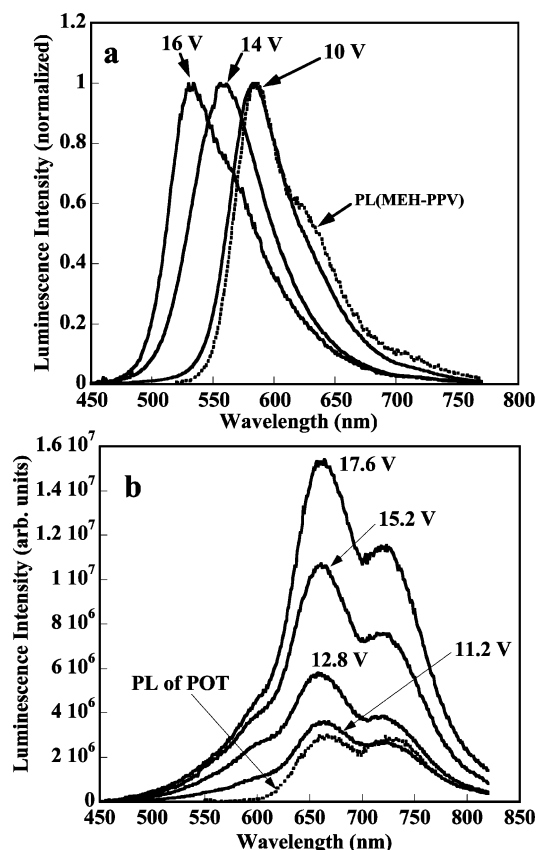 a
16 V
14 V
10 V
PL(MEH-PPV)
Luminescence Intensity (normalized)
1.2
1
0.8
0.6
0.4
0.2
0
450 500 550 600 650 700 750 800
Wavelength (nm)
b
17.6 V
15.2 V
12.8 V
11.2 V
PL of POT
Luminescence Intensity (arb. units)
1.6 10⁷
1.4 10⁷
1.2 10⁷
1 10⁷
8 10⁶
6 10⁶
4 10⁶
2 10⁶
0
450 500 550 600 650 700 750 800 850
Wavelength (nm)